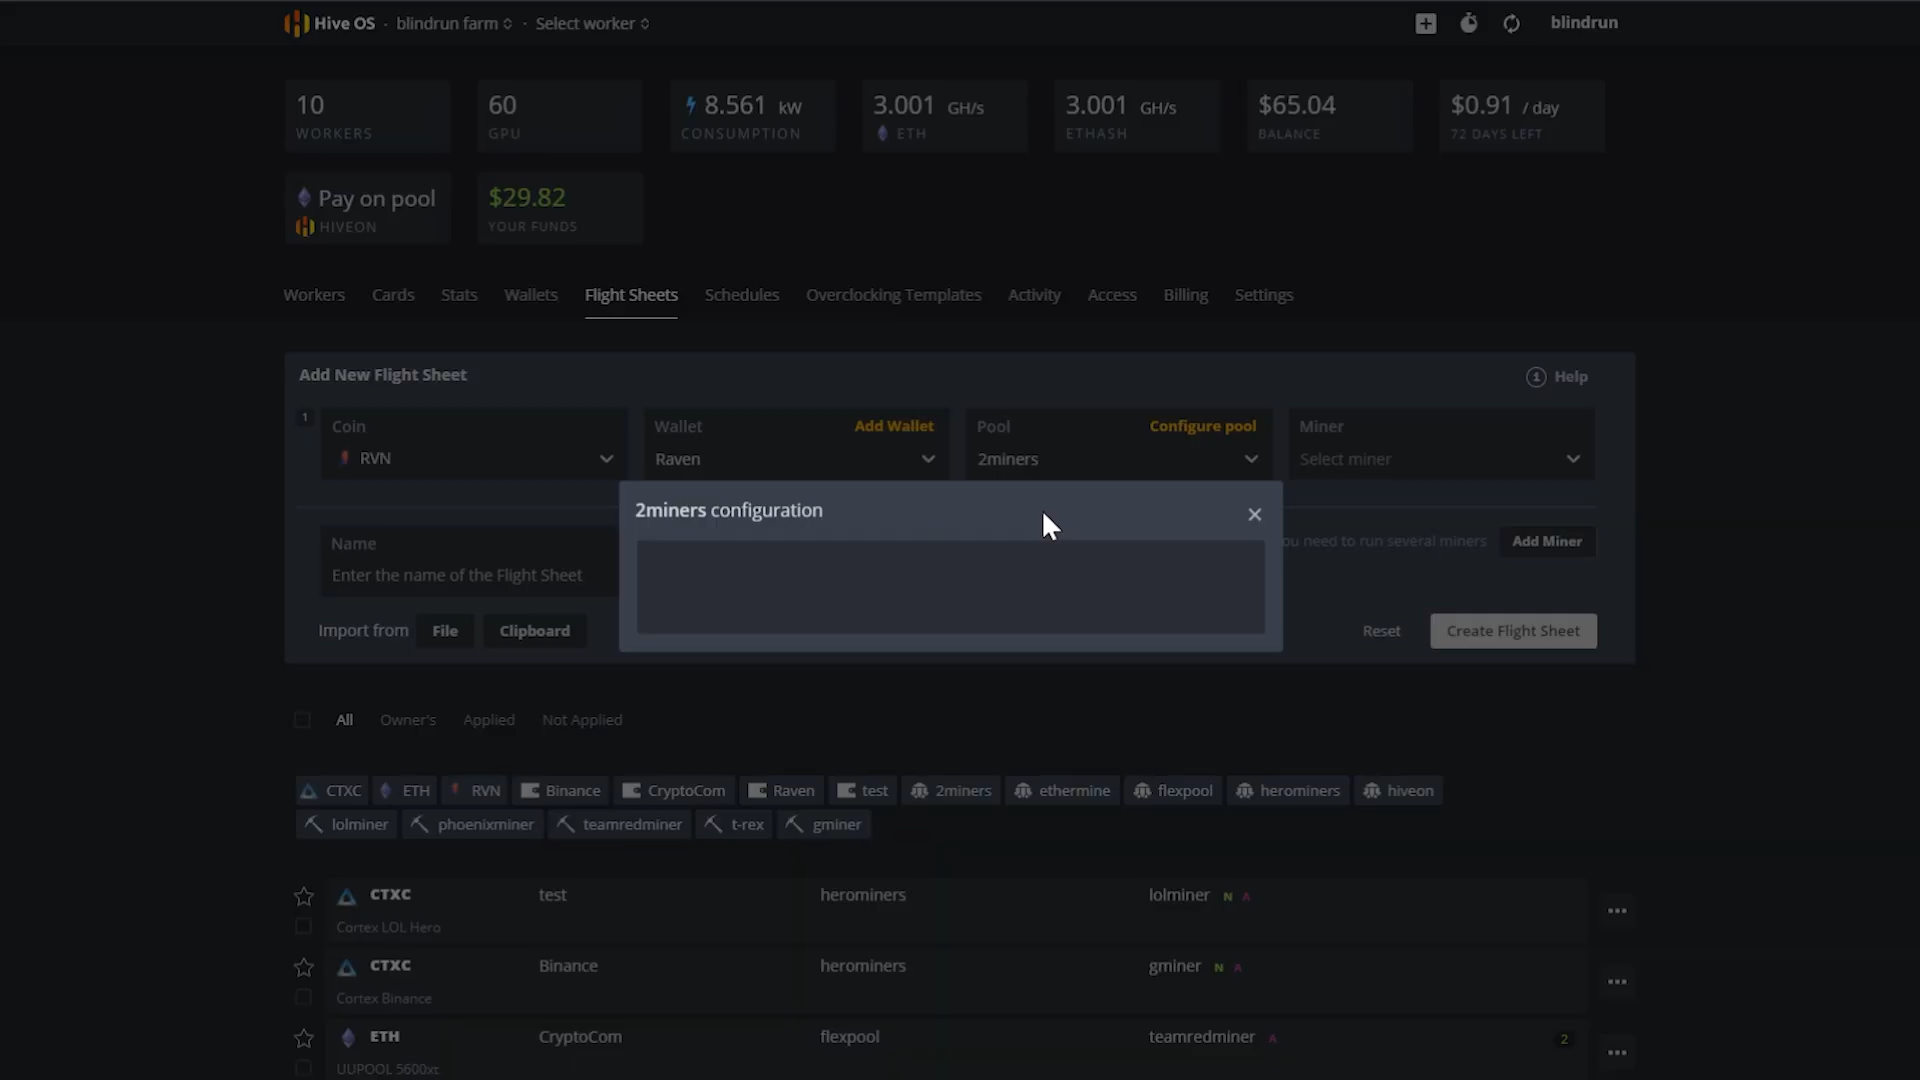 Hive OS · blindrun farm · Select worker
blindrun
10
WORKERS
60
GPU
8.561 kW
CONSUMPTION
3.001 GH/s
ETH
3.001 GH/s
ETHASH
$65.04
BALANCE
$0.91 / day
72 DAYS LEFT
Pay on pool
HIVEON
$29.82
YOUR FUNDS
Workers Cards Stats Wallets Flight Sheets Schedules Overclocking Templates Activity Access Billing Settings
Add New Flight Sheet
Help
1
Coin
RVN
Wallet Add Wallet
Raven
Pool Configure pool
2miners
Miner
Select miner
2miners configuration
Name
Enter the name of the Flight Sheet
you need to run several miners Add Miner
Import from File Clipboard
Reset Create Flight Sheet
All Owner's Applied Not Applied
CTXC ETH RVN Binance CryptoCom Raven test 2miners ethermine flexpool herominers hiveon
lolminer phoenixminer teamredminer t-rex gminer
CTXC test herominers lolminer N A
Cortex LOL Hero
CTXC Binance herominers gminer N A
Cortex Binance
ETH CryptoCom flexpool teamredminer A 2
UUPOOL 5600xt